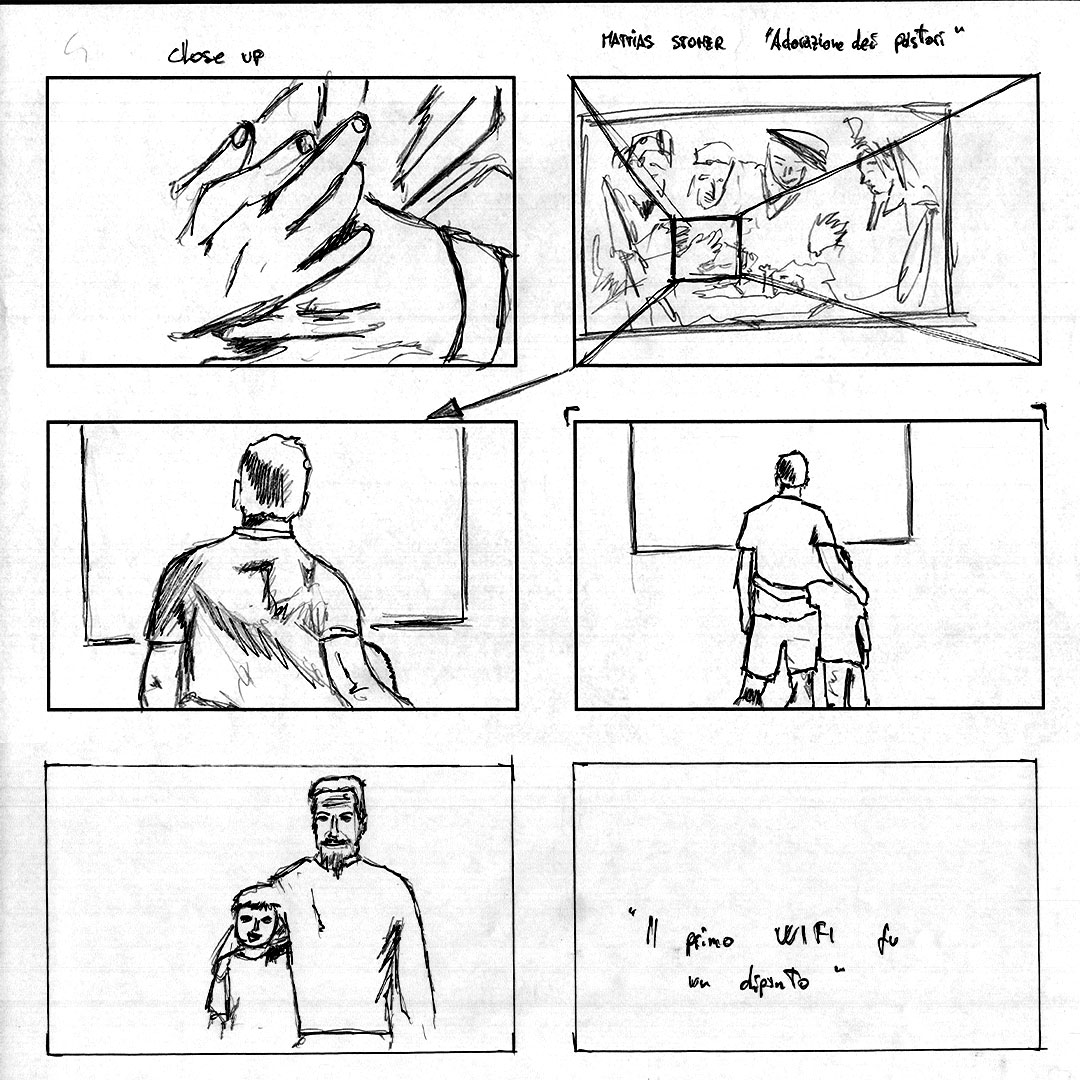 Close UP
MATTIAS STOMER "Adorazione dei pastori"
"Il primo WIFI fu
un dipinto"